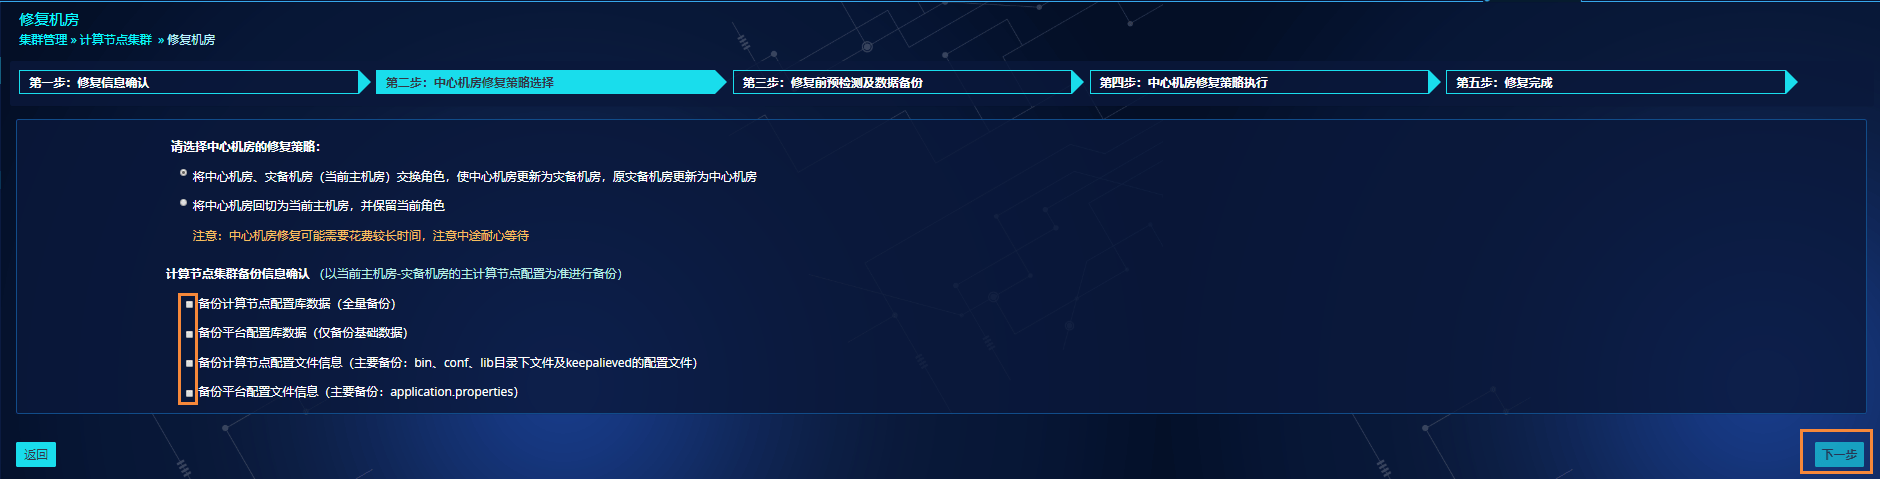 修复机房
集群管理 » 计算节点集群 » 修复机房
第一步：修复信息确认
第二步：中心机房修复策略选择
第三步：修复前预检测及数据备份
第四步：中心机房修复策略执行
第五步：修复完成
请选择中心机房的修复策略：
将中心机房、灾备机房（当前主机房）交换角色，使中心机房更新为灾备机房，原灾备机房更新为中心机房
将中心机房回切为当前主机房，并保留当前角色
注意：中心机房修复可能需要花费较长时间，注意中途耐心等待
计算节点集群备份信息确认（以当前主机房-灾备机房的主计算节点配置为准进行备份）
备份计算节点配置库数据（全量备份）
备份平台配置库数据（仅备份基础数据）
备份计算节点配置文件信息（主要备份：bin、conf、lib目录下文件及keepalieved的配置文件）
备份平台配置文件信息（主要备份：application.properties）
返回
下一步